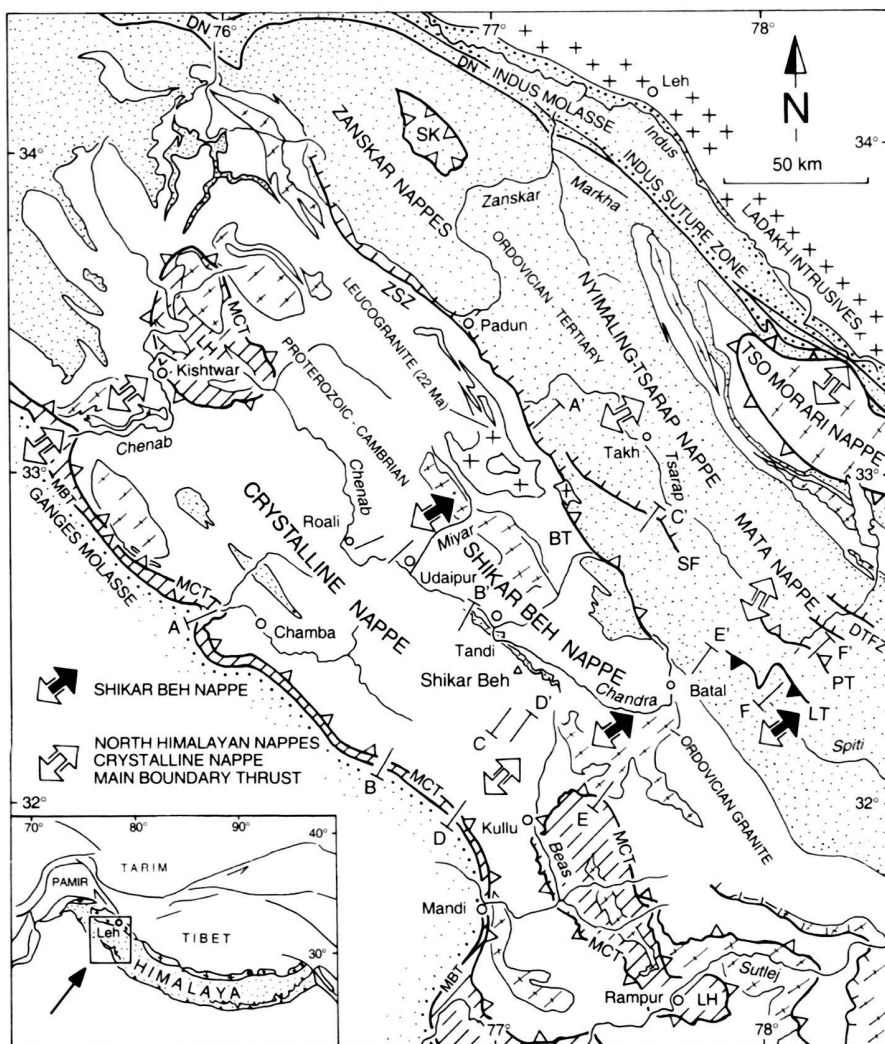 76°
77°
78°
DN
DN
INDUS MOLASSE
Leh
Indus
N
50 km
34°
34°
ZANSKAR NAPPES
SK
Zanskar
Markha
INDUS SUTURE ZONE
LADAKH INTRUSIVES
ORDOVICIAN
TERTIARY
NYIMALING-TSARAP NAPPE
ZSZ
Padun
LEUCOGRANITE (22 Ma)
PROTEROZOIC - CAMBRIAN
MCT
Kishtwar
TSO MORARI NAPPE
A'
Takh
Tsarap
Chenab
Chenab
33°
33°
MBT
GANGES MOLASSE
C'
SF
Roali
Miyar
BT
MATA NAPPE
CRYSTALLINE NAPPE
Udaipur
SHIKAR BEH NAPPE
B'
MCT
A
Chamba
Tandi
Shikar Beh
Chandra
Batal
E'
DTFZ
F'
PT
F
LT
Spiti
D'
C
SHIKAR BEH NAPPE
NORTH HIMALAYAN NAPPES
CRYSTALLINE NAPPE
MAIN BOUNDARY THRUST
B
MCT
D
Kullu
E
Beas
MCT
ORDOVICIAN GRANITE
32°
32°
Mandi
MCT
MBT
Rampur
LH
Sutlej
77°
78°
70°
80°
90°
40°
TARIM
PAMIR
Leh
TIBET
30°
HIMALAYA